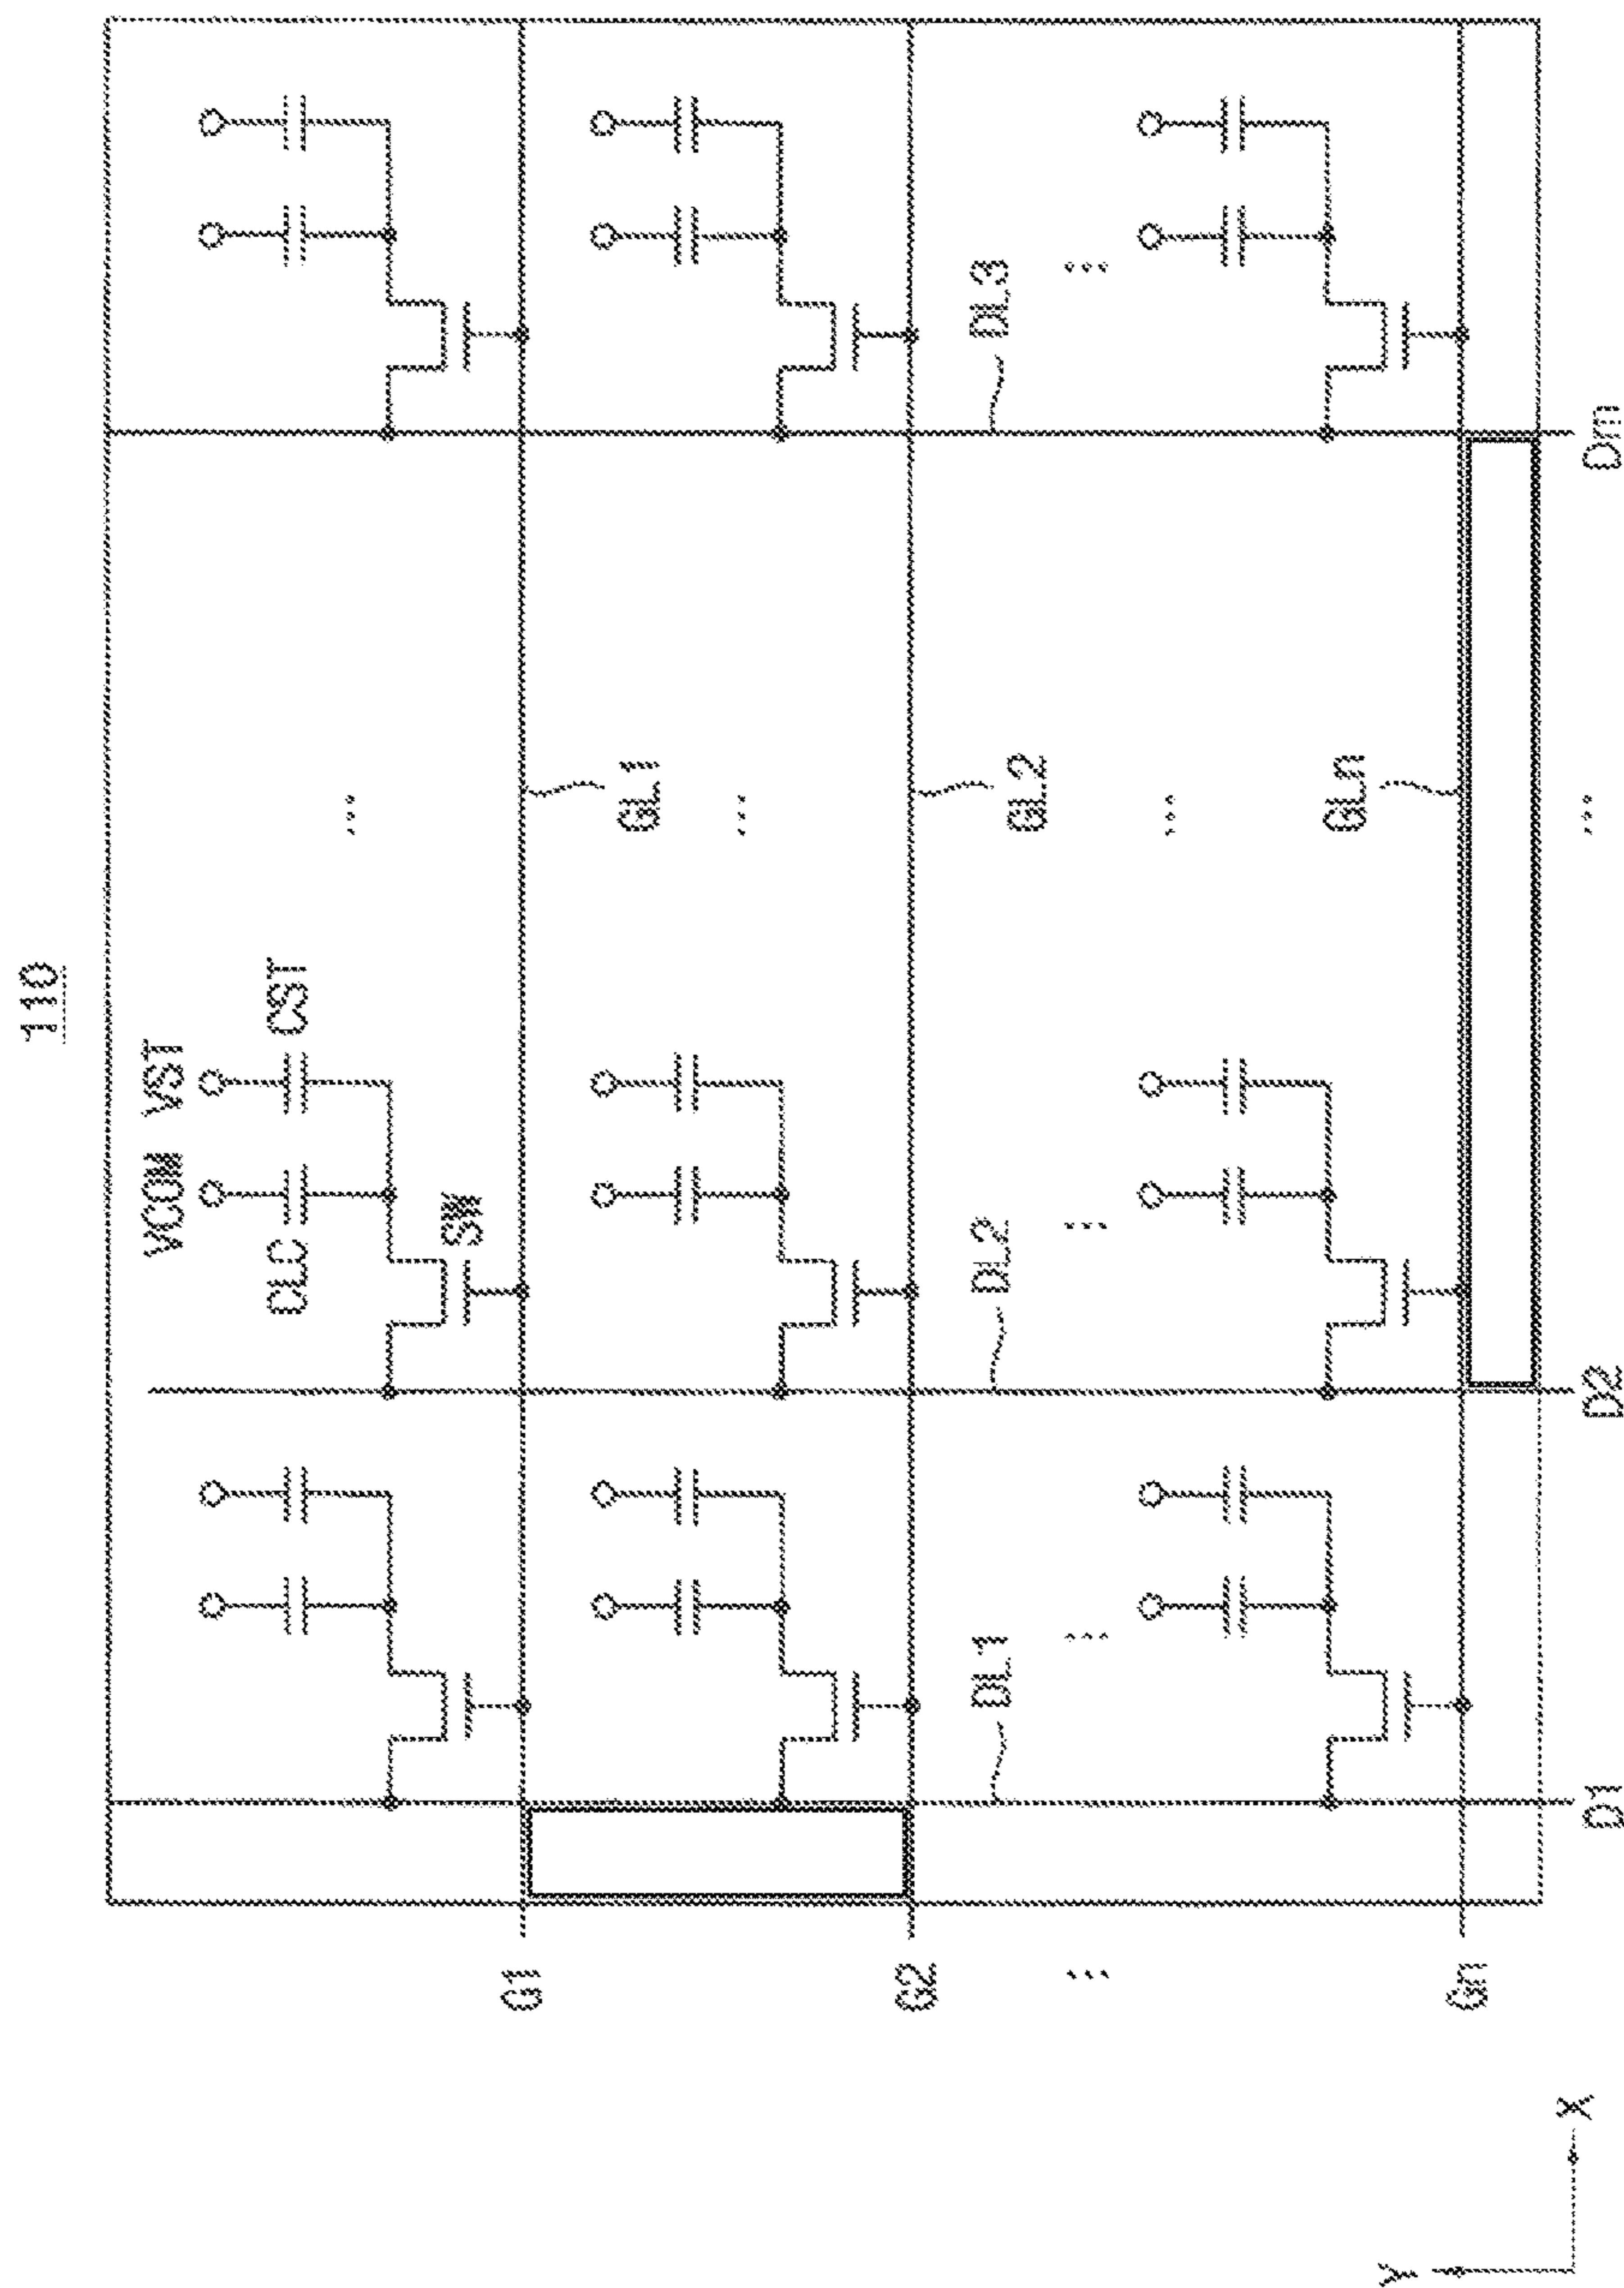 110
VCOM VST
CLC CST
...
SW
G1
GL1
...
G2
DL1 DL2 DL3
GL2
⋮ ⋮ ⋮ ⋮
...
GLn
Y
Gn
X
D1 D2 ... Dm